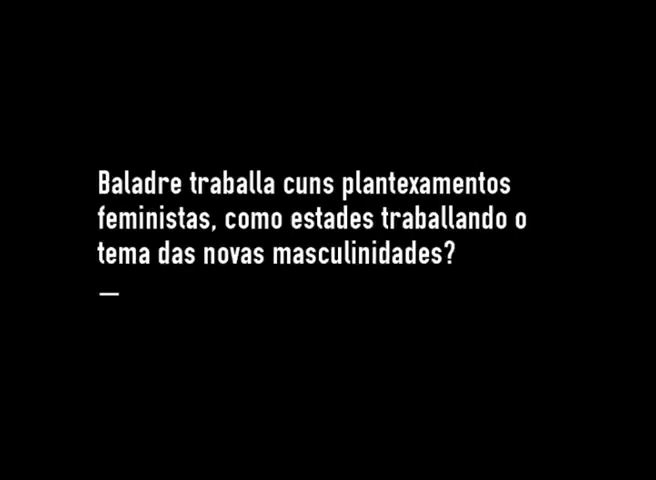 Baladre traballa cuns plantexamentos
feministas, como estades traballando o
tema das novas masculinidades?
—